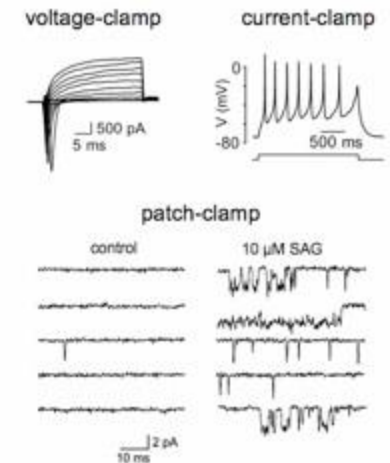 voltage-clamp
500 pA
5 ms
current-clamp
0
V (mV)
-80
500 ms
patch-clamp
control
10 µM SAG
2 pA
10 ms